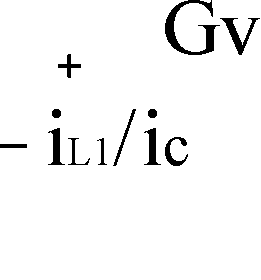 Gv
+
– iL1/ic